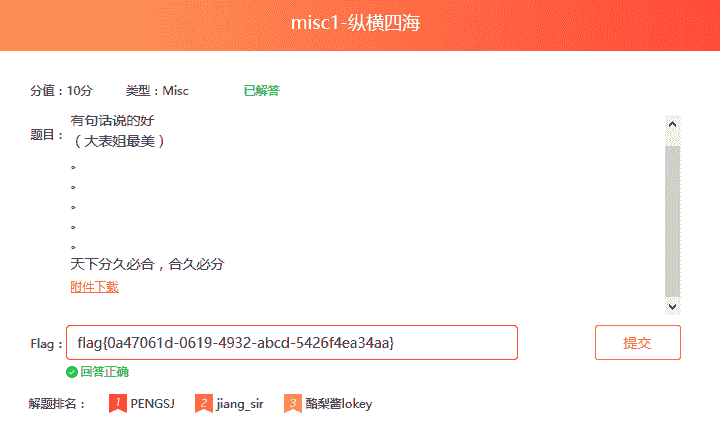 misc1-纵横四海
分值：10分 类型：Misc 已解答
有句话说的好
题目：
（大表姐最美）
。
。
。
。
。
天下分久必合，合久必分
附件下载
Flag： flag{0a47061d-0619-4932-abcd-5426f4ea34aa} 提交
回答正确
解题排名： 1 PENGSJ 2 jiang_sir 3 酪梨酱lokey